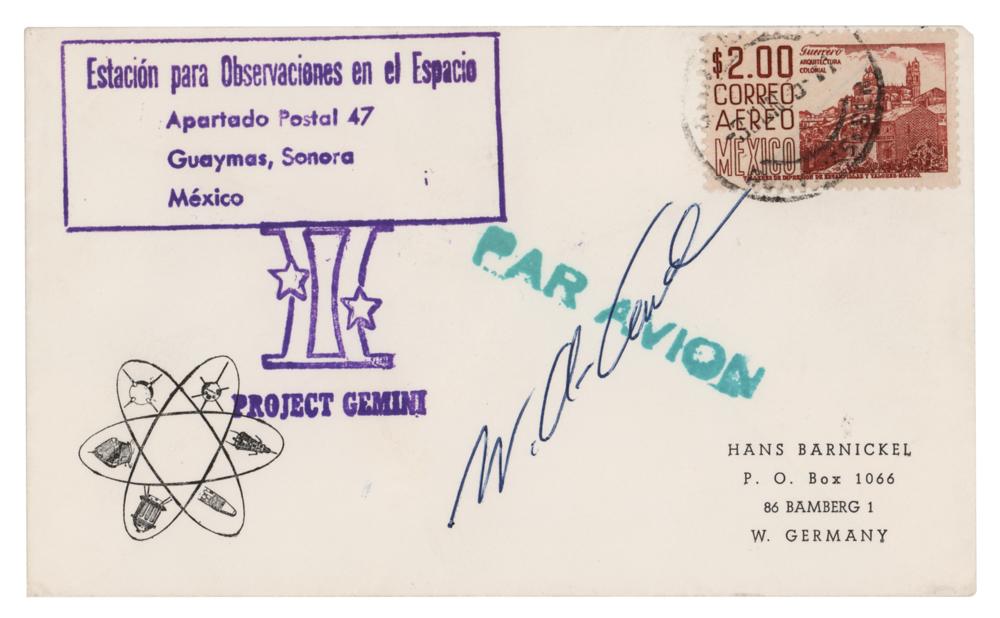 Estación para Observaciones en el Espacio
Apartado Postal 47
Guaymas, Sonora
México
$2.00
Guerrero
ARQUITECTURA
COLONIAL
CORREO
AEREO
MEXICO
PAR AVION
PROJECT GEMINI
HANS BARNICKEL
P. O. Box 1066
86 BAMBERG 1
W. GERMANY